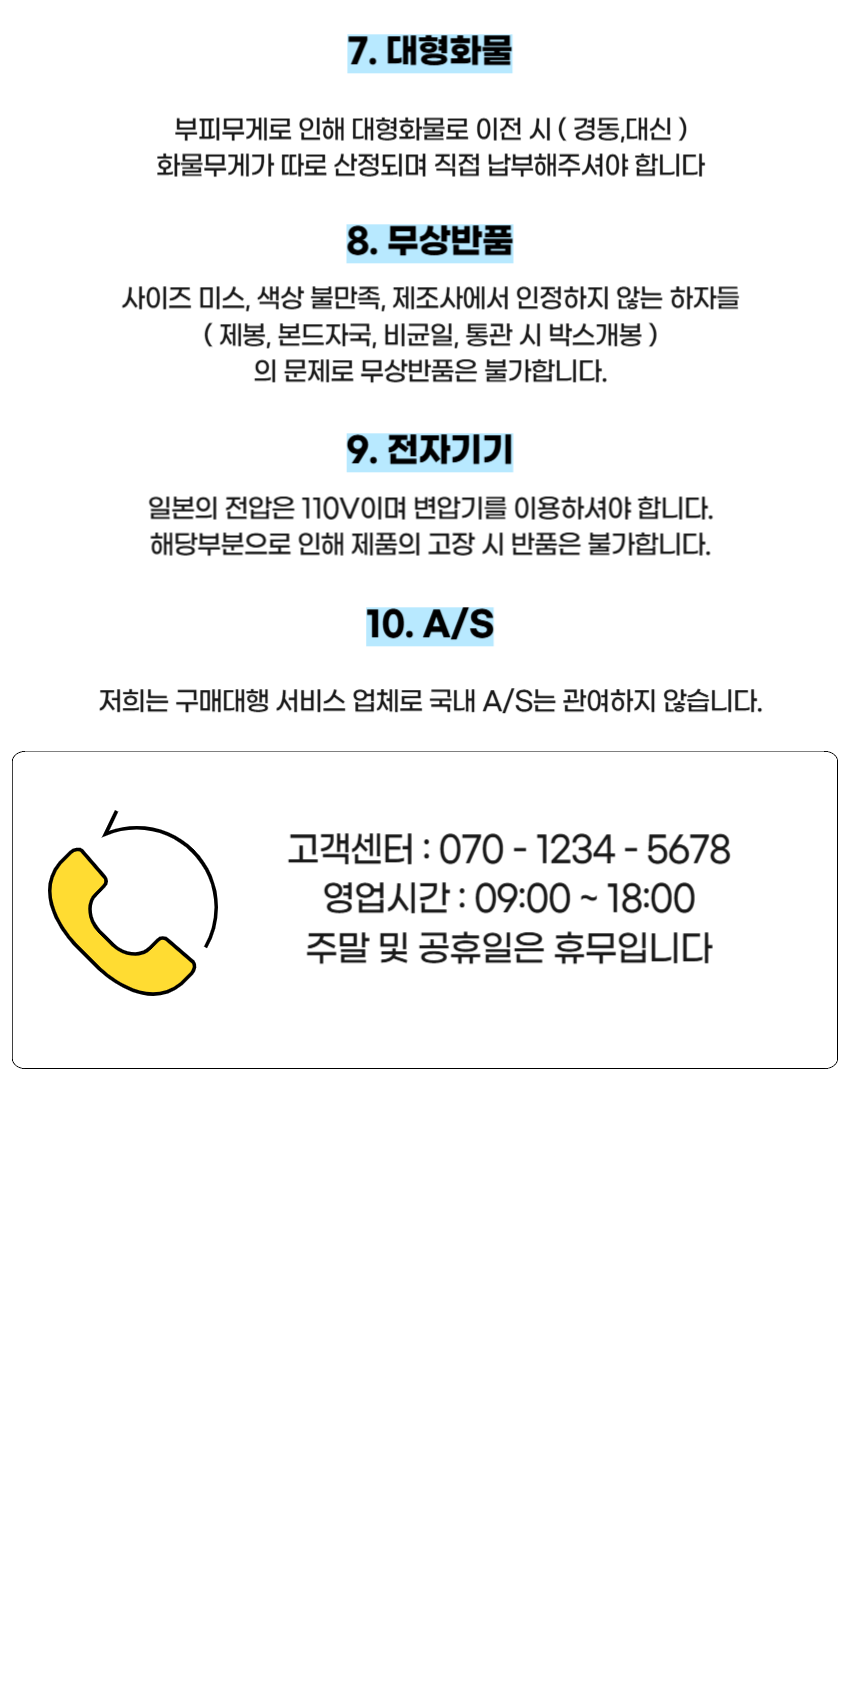 7. 대형화물
부피무게로 인해 대형화물로 이전 시 ( 경동,대신 )
화물무게가 따로 산정되며 직접 납부해주셔야 합니다
8. 무상반품
사이즈 미스, 색상 불만족, 제조사에서 인정하지 않는 하자들
( 제봉, 본드자국, 비균일, 통관 시 박스개봉 )
의 문제로 무상반품은 불가합니다.
9. 전자기기
일본의 전압은 110V이며 변압기를 이용하셔야 합니다.
해당부분으로 인해 제품의 고장 시 반품은 불가합니다.
10. A/S
저희는 구매대행 서비스 업체로 국내 A/S는 관여하지 않습니다.
고객센터 : 070 - 1234 - 5678
영업시간 : 09:00 ~ 18:00
주말 및 공휴일은 휴무입니다